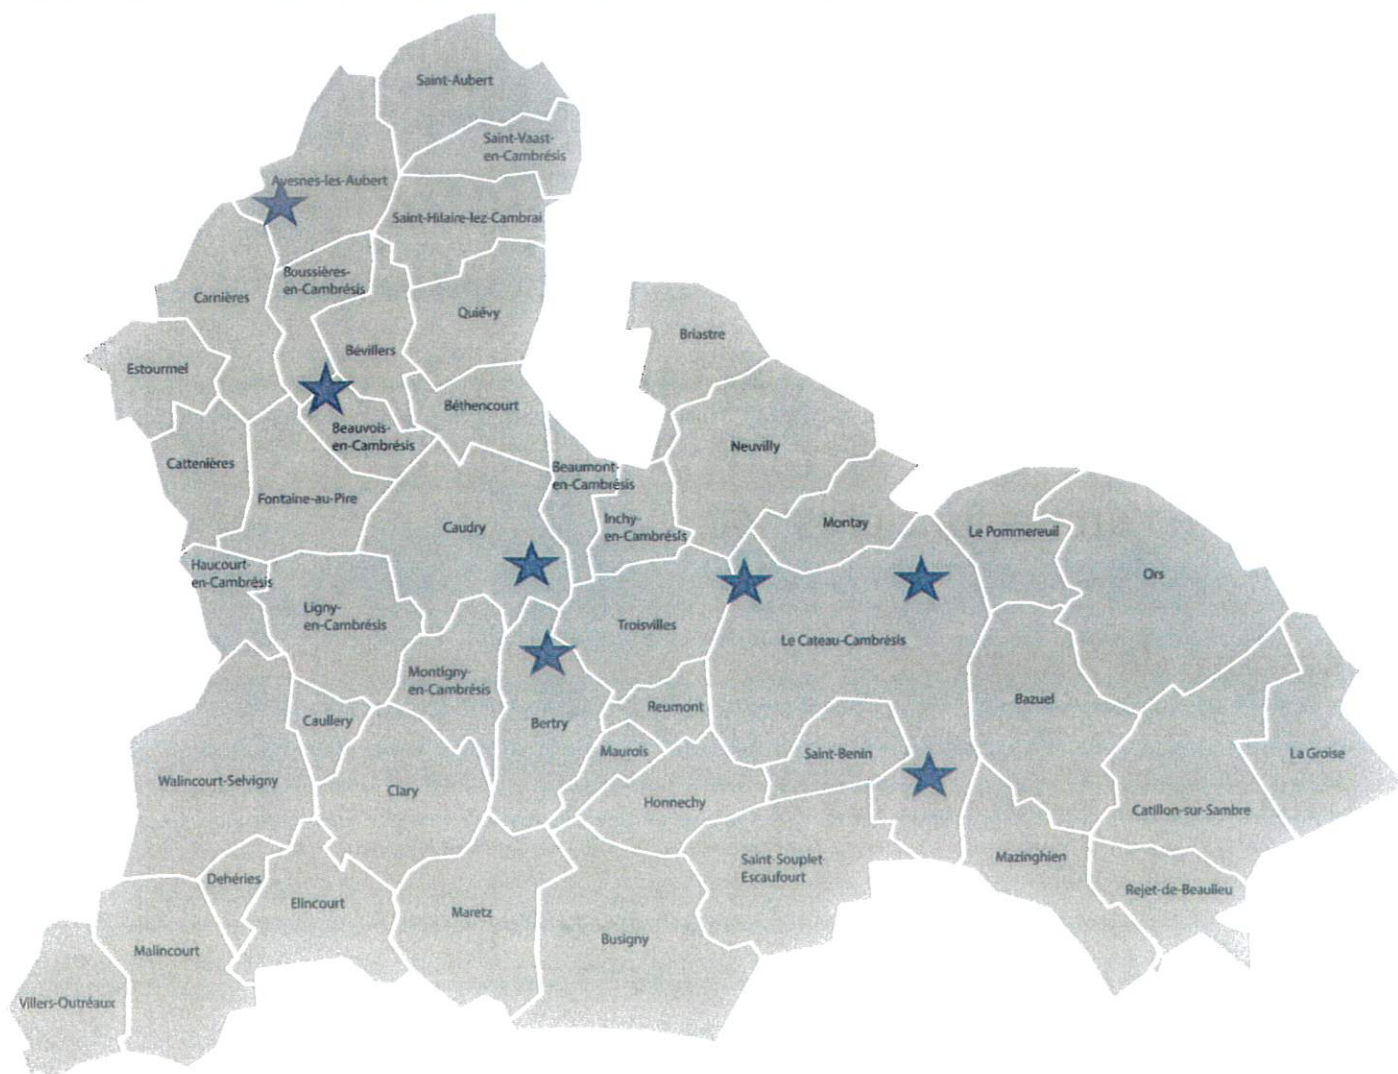 Saint-Aubert
Saint-Vaast-
en-Cambrésis
Avesnes-les-Aubert
Saint-Hilaire-lez-Cambrai
Boussières-
en-Cambrésis
Carnières
Quiévy
Briastre
Bévillers
Estourmel
Béthencourt
Beauvois-
en-Cambrésis
Neuvilly
Cattenières
Beaumont-
en-Cambrésis
Fontaine-au-Pire
Caudry
Inchy-
en-Cambrésis
Montay
Le Pommereuil
Ors
Haucourt-
en-Cambrésis
Ligny-
en-Cambrésis
Troisvilles
Le Cateau-Cambrésis
Montigny-
en-Cambrésis
Bazuel
Reumont
Caullery
Bertry
Maurois
Saint-Benin
La Groise
Walincourt-Selvigny
Clary
Honnechy
Catillon-sur-Sambre
Saint-Souplet-
Escaufourt
Mazinghien
Dehéries
Rejet-de-Beaulieu
Elincourt
Maretz
Busigny
Malincourt
Villers-Outréaux